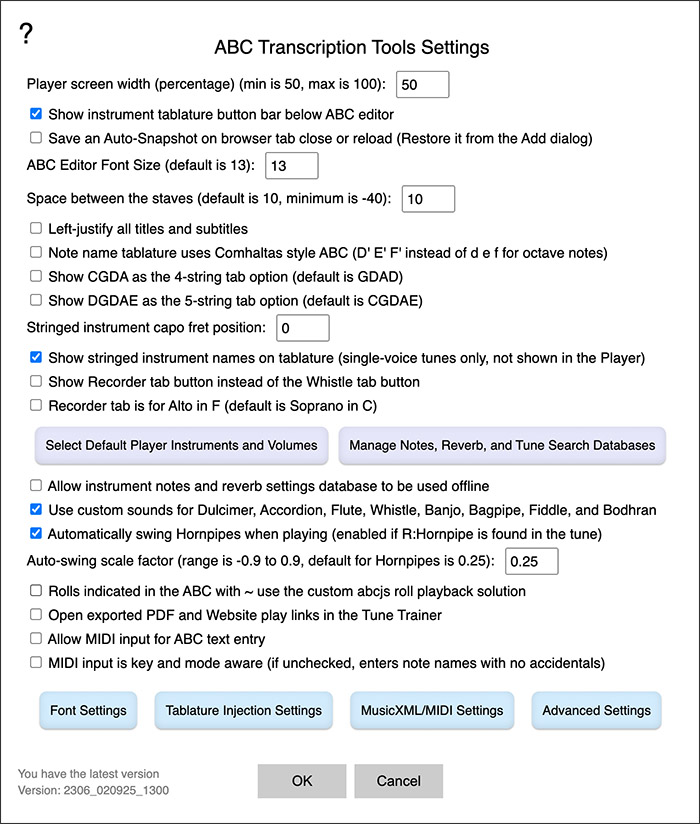 ?
ABC Transcription Tools Settings
Player screen width (percentage) (min is 50, max is 100): 50
Show instrument tablature button bar below ABC editor
Save an Auto-Snapshot on browser tab close or reload (Restore it from the Add dialog)
ABC Editor Font Size (default is 13): 13
Space between the staves (default is 10, minimum is -40): 10
Left-justify all titles and subtitles
Note name tablature uses Comhaltas style ABC (D' E' F' instead of d e f for octave notes)
Show CGDA as the 4-string tab option (default is GDAD)
Show DGDAE as the 5-string tab option (default is CGDAE)
Stringed instrument capo fret position: 0
Show stringed instrument names on tablature (single-voice tunes only, not shown in the Player)
Show Recorder tab button instead of the Whistle tab button
Recorder tab is for Alto in F (default is Soprano in C)
Select Default Player Instruments and Volumes Manage Notes, Reverb, and Tune Search Databases
Allow instrument notes and reverb settings database to be used offline
Use custom sounds for Dulcimer, Accordion, Flute, Whistle, Banjo, Bagpipe, Fiddle, and Bodhran
Automatically swing Hornpipes when playing (enabled if R:Hornpipe is found in the tune)
Auto-swing scale factor (range is -0.9 to 0.9, default for Hornpipes is 0.25): 0.25
Rolls indicated in the ABC with ~ use the custom abcjs roll playback solution
Open exported PDF and Website play links in the Tune Trainer
Allow MIDI input for ABC text entry
MIDI input is key and mode aware (if unchecked, enters note names with no accidentals)
Font Settings Tablature Injection Settings MusicXML/MIDI Settings Advanced Settings
You have the latest version
Version: 2306_020925_1300
OK Cancel